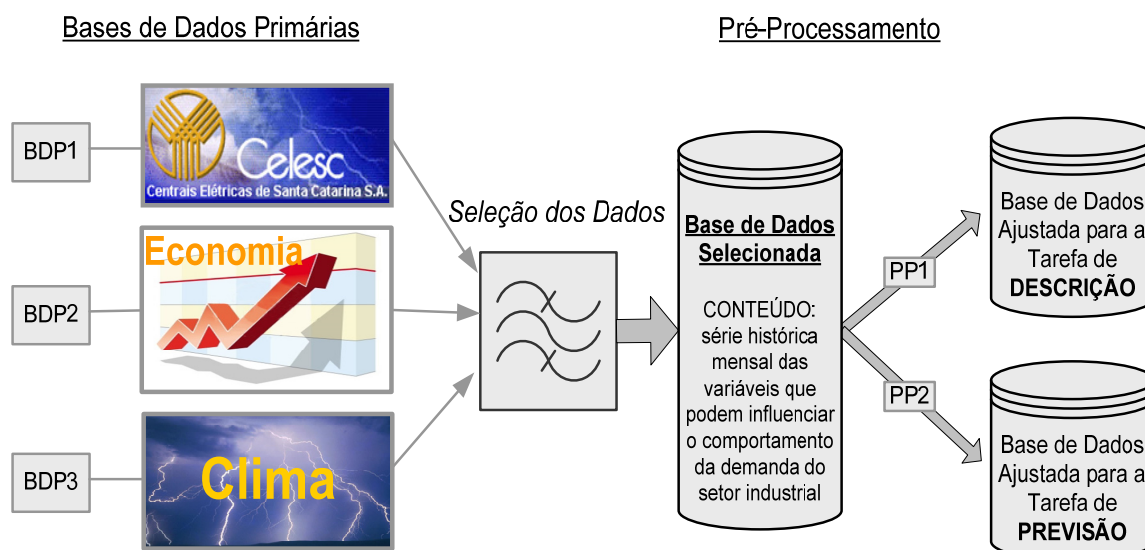 Bases de Dados Primárias
Pré-Processamento
BDP1
Celesc
Centrais Elétricas de Santa Catarina S.A.
BDP2
Economia
BDP3
Clima
Seleção dos Dados
Base de Dados
Selecionada
CONTEÚDO:
série histórica
mensal das
variáveis que
podem influenciar
o comportamento
da demanda do
setor industrial
PP1
PP2
Base de Dados
Ajustada para a
Tarefa de
DESCRIÇÃO
Base de Dados
Ajustada para a
Tarefa de
PREVISÃO